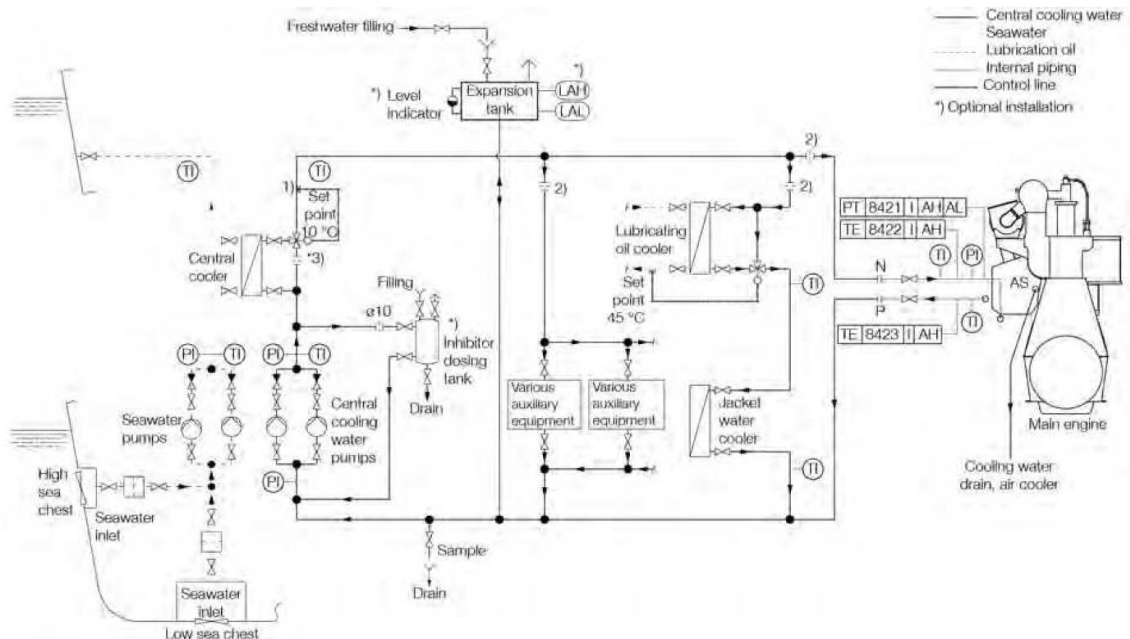 Freshwater filling
Central cooling water
Seawater
Lubrication oil
Internal piping
Control line
*) Optional installation
*)
*) Level
indicator
Expansion
tank
LAH
LAL
TI
TI
1)
Set
point
10 °C
*3)
Central
cooler
2)
2)
2)
Lubricating
oil cooler
Set
point
45 °C
TI
PT 8421 I AH AL
TE 8422 I AH
TI
PI
N
P
AS
TI
TE 8423 I AH
Filling
ø10
*)
Inhibitor
dosing
tank
Drain
PI
TI
PI
TI
Seawater
pumps
Central
cooling
water
pumps
PI
Various
auxiliary
equipment
Various
auxiliary
equipment
Jacket
water
cooler
TI
Main engine
Cooling water
drain, air cooler
High
sea
chest
Seawater
inlet
Sample
Drain
Seawater
inlet
Low sea chest